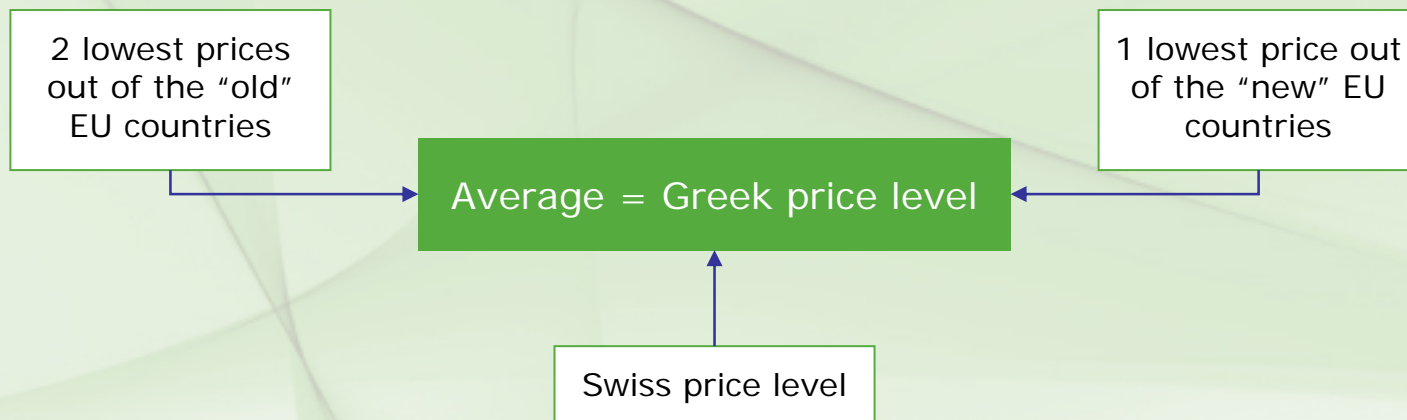 2 lowest prices
out of the “old”
EU countries
1 lowest price out
of the “new” EU
countries
Average = Greek price level
Swiss price level